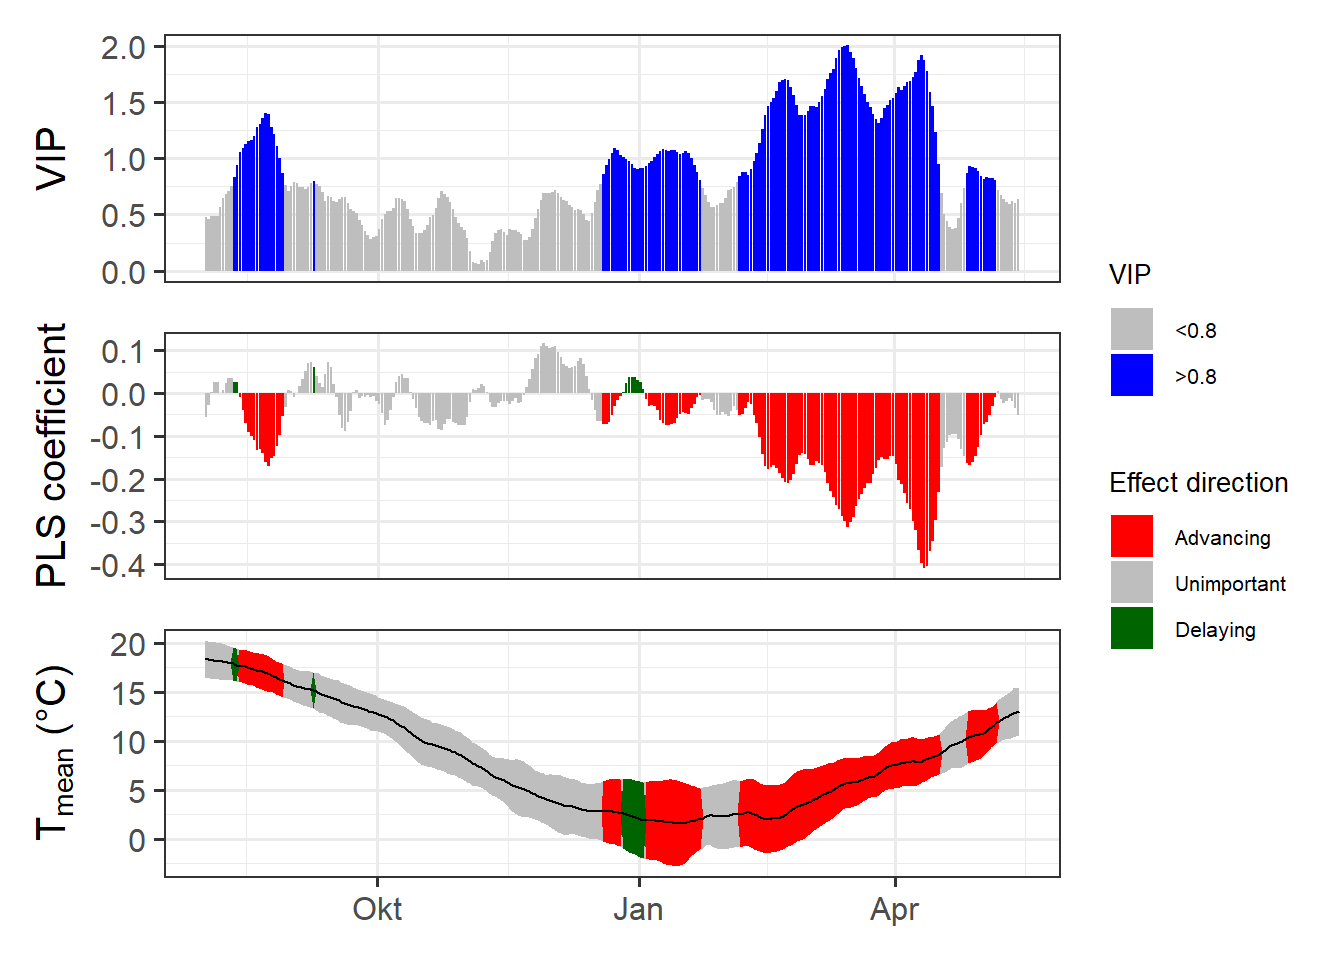 VIP
2.0
1.5
1.0
0.5
0.0
PLS coefficient
0.1
0.0
-0.1
-0.2
-0.3
-0.4
Tmean (°C)
20
15
10
5
0
Okt Jan Apr
VIP
<0.8
>0.8
Effect direction
Advancing
Unimportant
Delaying